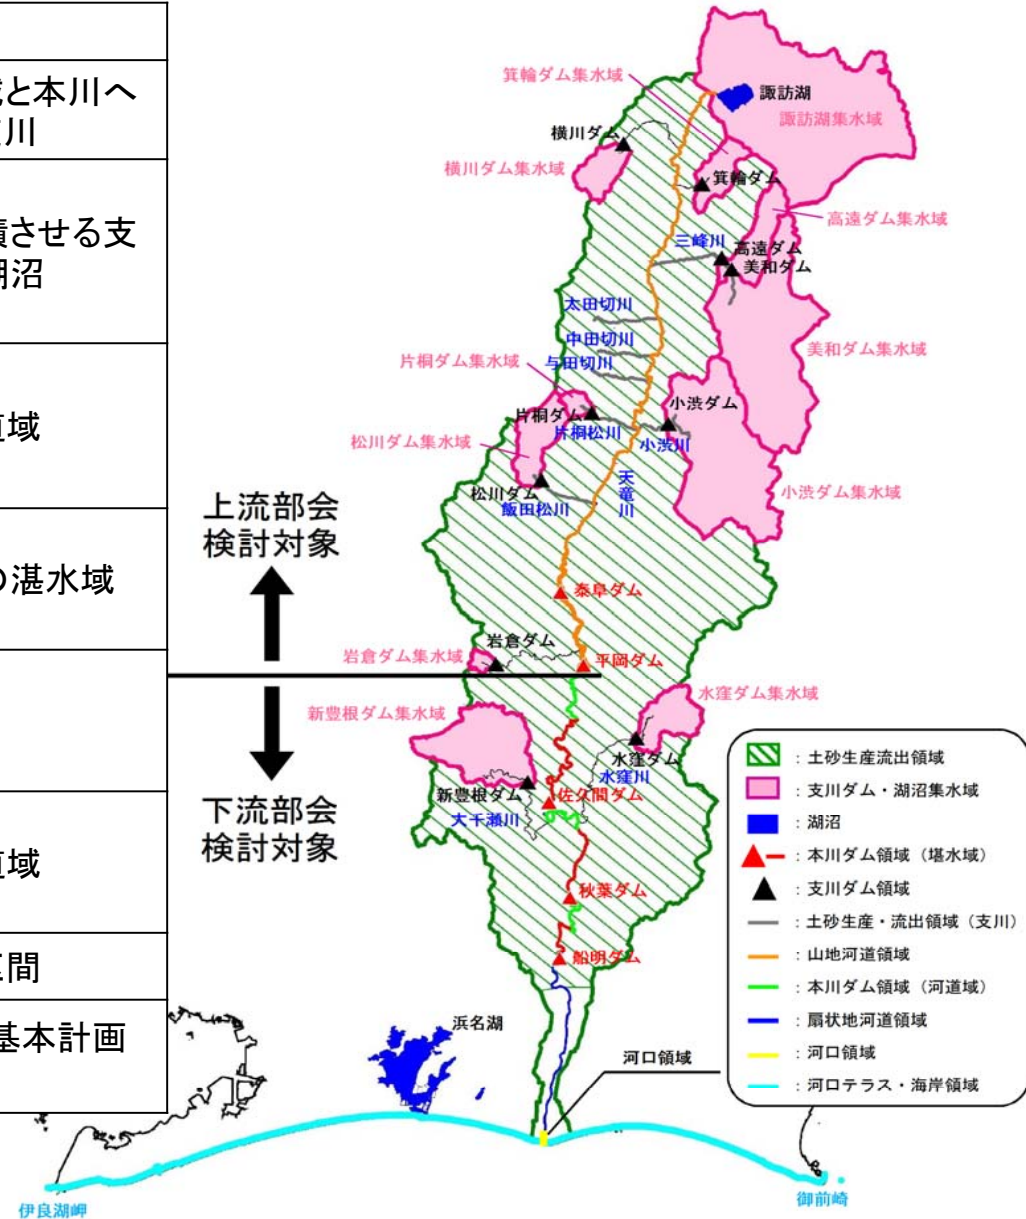 と本川へ
川
積させる支
湖沼
域
の湛水域
域
区間
基本計画
箕輪ダム集水域
諏訪湖
諏訪湖集水域
横川ダム
横川ダム集水域
箕輪ダム
高遠ダム集水域
三峰川
高遠ダム
美和ダム
太田切川
中田切川
与田切川
美和ダム集水域
片桐ダム集水域
小渋ダム
片桐ダム
片桐松川
小渋川
松川ダム集水域
天竜川
小渋ダム集水域
松川ダム
飯田松川
上流部会
検討対象
泰阜ダム
岩倉ダム
岩倉ダム集水域
平岡ダム
水窪ダム集水域
新豊根ダム集水域
水窪ダム
水窪川
新豊根ダム
佐久間ダム
大千瀬川
下流部会
検討対象
秋葉ダム
船明ダム
:土砂生産流出領域
:支川ダム・湖沼集水域
:湖沼
:本川ダム領域(堪水域)
:支川ダム領域
:土砂生産・流出領域(支川)
:山地河道領域
:本川ダム領域(河道域)
:扇状地河道領域
:河口領域
:河口テラス・海岸領域
浜名湖
河口領域
伊良湖岬
御前崎